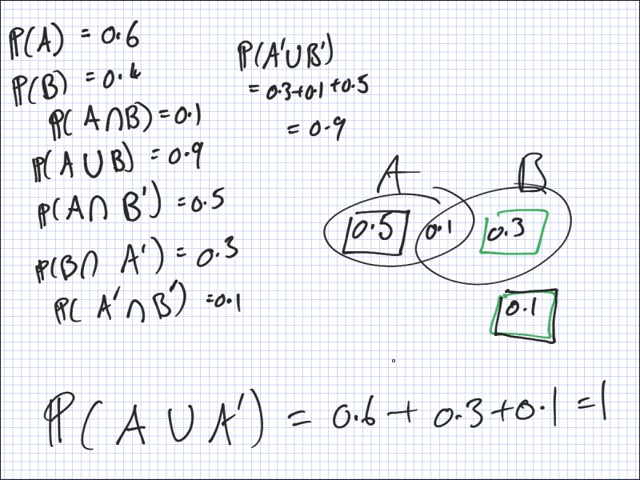 ℙ(A) = 0.6
ℙ(B) = 0.4
ℙ(A∩B) = 0.1
ℙ(A∪B) = 0.9
ℙ(A∩B') = 0.5
ℙ(B∩A') = 0.3
ℙ(A'∩B') = 0.1
ℙ(A'∪B')
= 0.3+0.1+0.5
= 0.9
A B
0.5 0.1 0.3
0.1
ℙ(A∪A') = 0.6 + 0.3+0.1 = 1